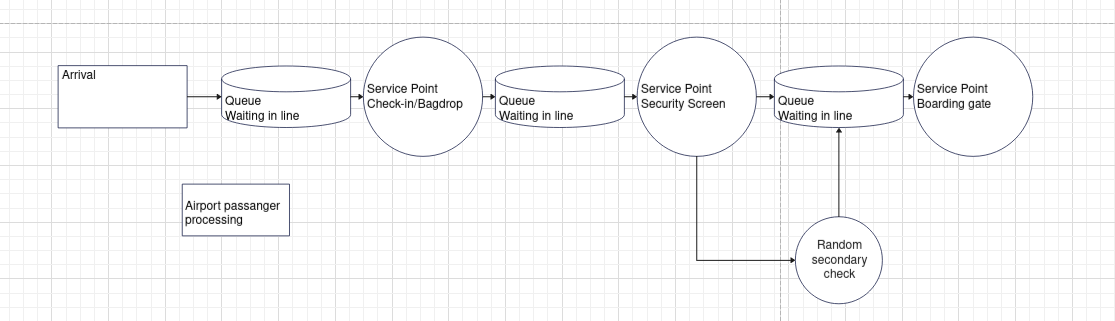 Arrival
Queue
Waiting in line
Service Point
Check-in/Bagdrop
Queue
Waiting in line
Service Point
Security Screen
Queue
Waiting in line
Service Point
Boarding gate
Airport passanger
processing
Random
secondary
check